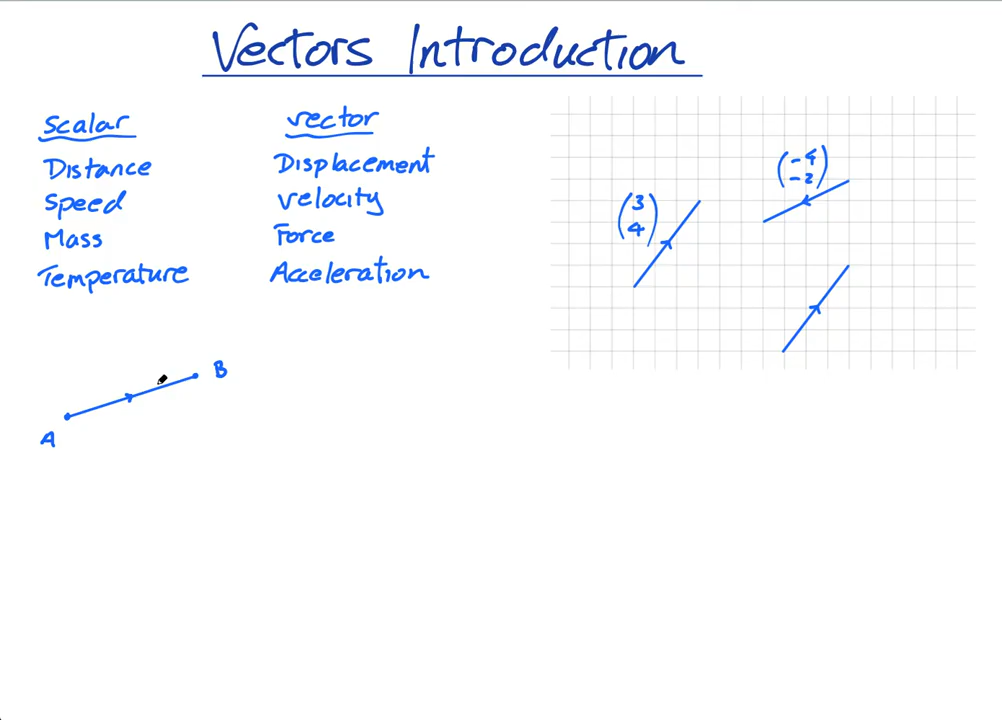 Vectors Introduction
Scalar vector
Distance Displacement
Speed velocity
Mass Force
Temperature Acceleration
(3
4)
(-4
-2)
B
A